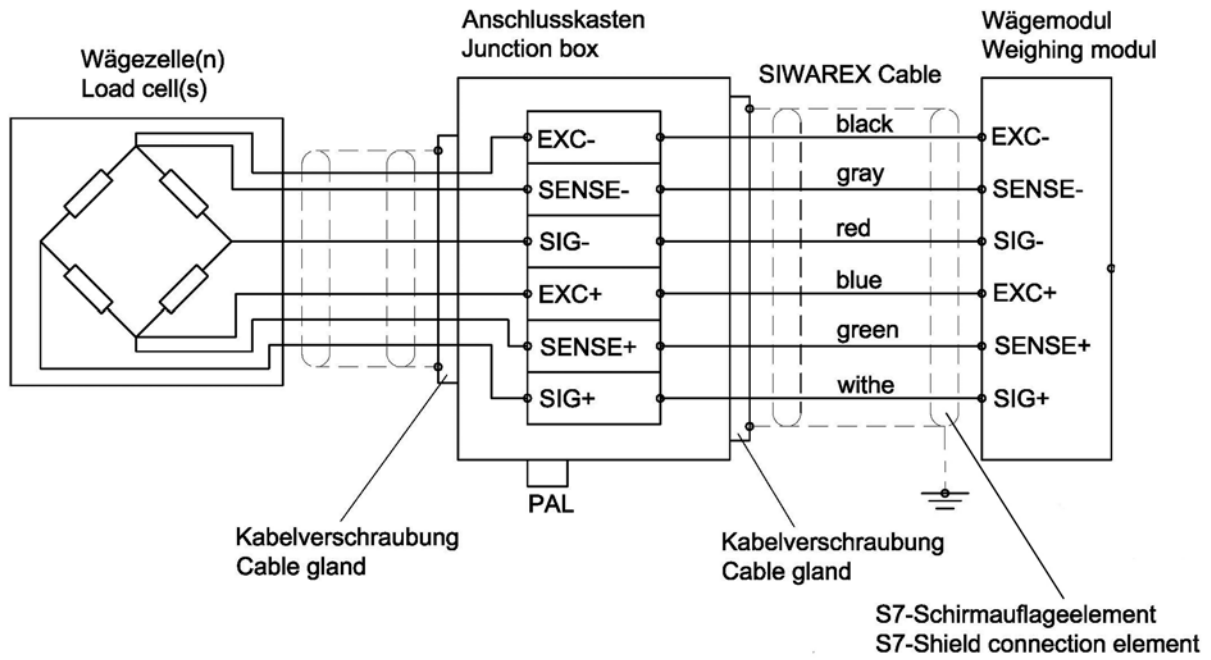 Wägezelle(n)
Load cell(s)
Anschlusskasten
Junction box
SIWAREX Cable
Wägemodul
Weighing modul
EXC-
SENSE-
SIG-
EXC+
SENSE+
SIG+
black
gray
red
blue
green
withe
EXC-
SENSE-
SIG-
EXC+
SENSE+
SIG+
PAL
Kabelverschraubung
Cable gland
Kabelverschraubung
Cable gland
S7-Schirmauflageelement
S7-Shield connection element